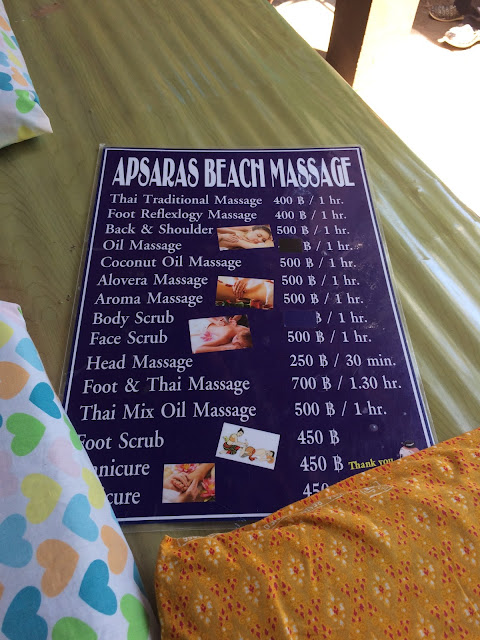 APSARAS BEACH MASSAGE
Thai Traditional Massage 400 ฿ / 1 hr.
Foot Reflexlogy Massage 400 ฿ / 1 hr.
Back & Shoulder 500 ฿ / 1 hr.
Oil Massage ฿ / 1 hr.
Coconut Oil Massage 500 ฿ / 1 hr.
Alovera Massage 500 ฿ / 1 hr.
Aroma Massage 500 ฿ / 1 hr.
Body Scrub ฿ / 1 hr.
Face Scrub 500 ฿ / 1 hr.
Head Massage 250 ฿ / 30 min.
Foot & Thai Massage 700 ฿ / 1.30 hr.
Thai Mix Oil Massage 500 ฿ / 1 hr.
Foot Scrub 450 ฿
anicure 450 ฿ Thank you
icure 45